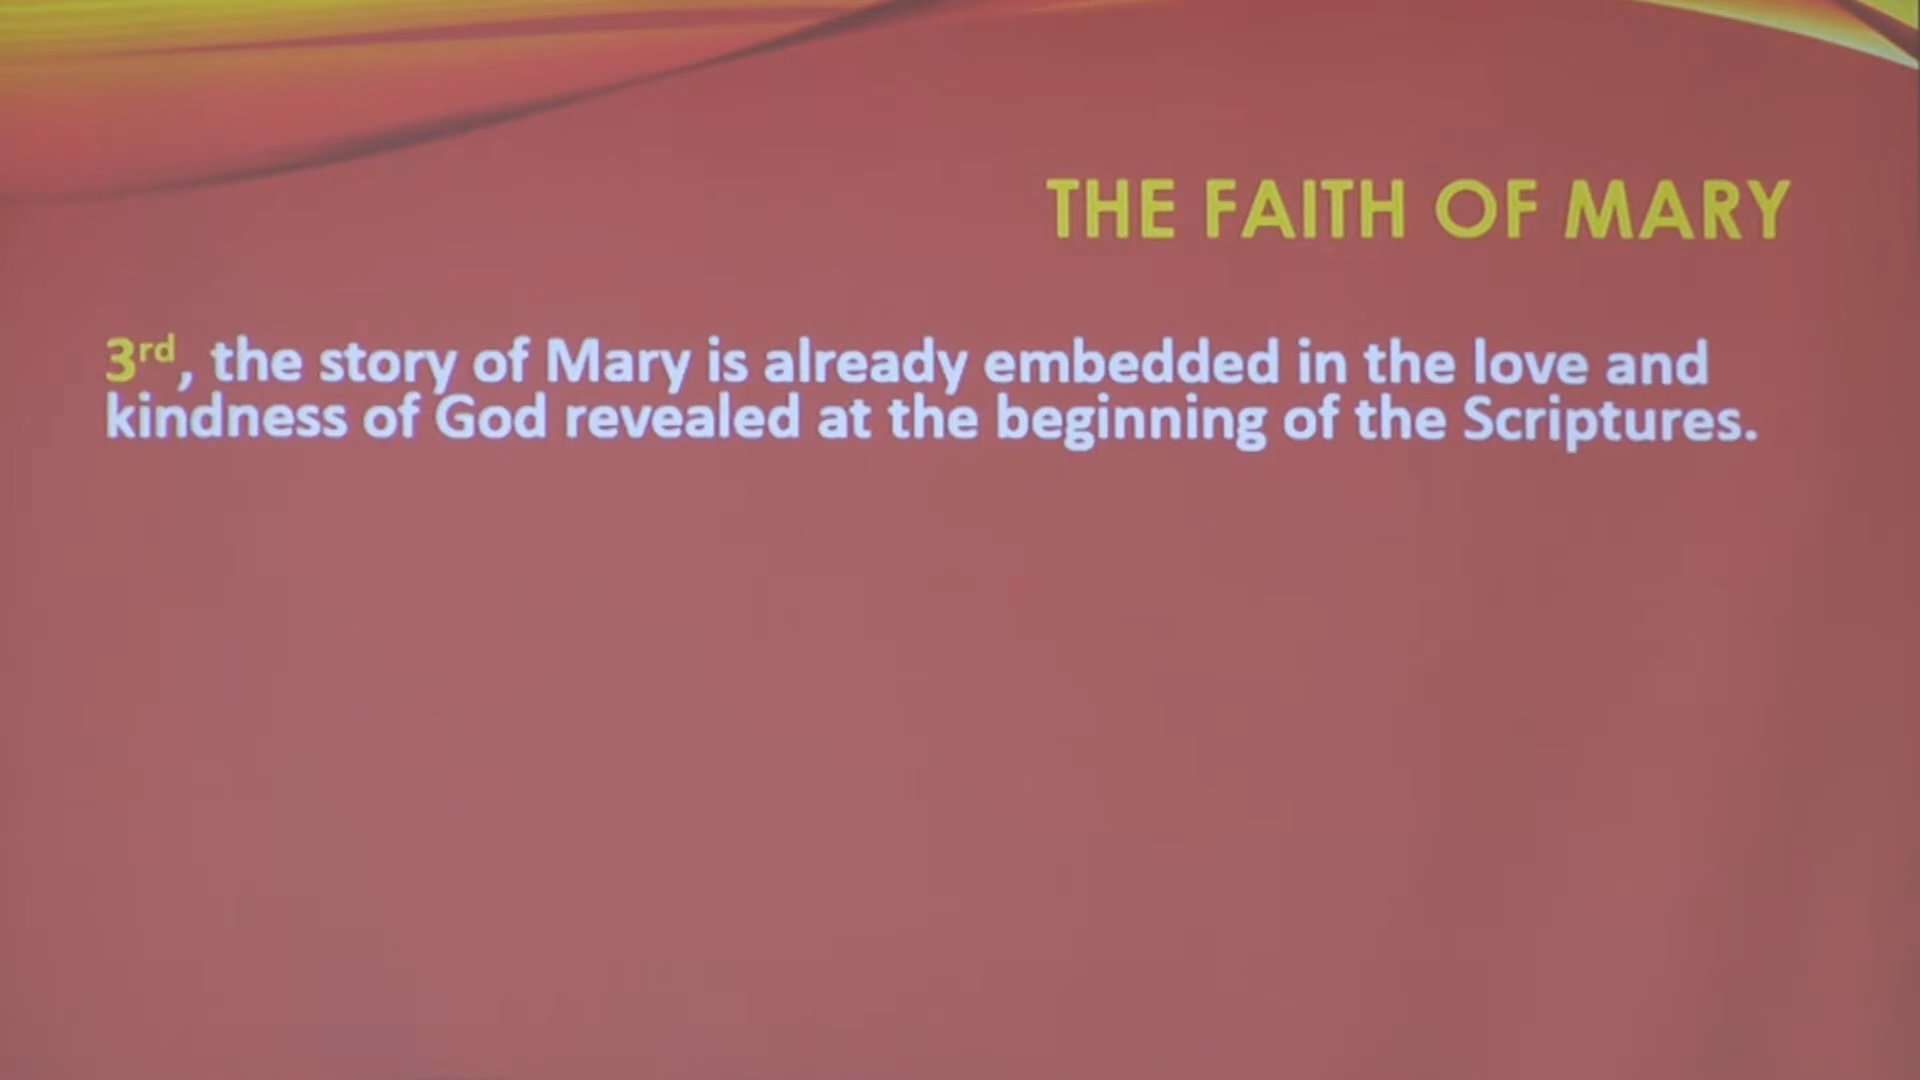 THE FAITH OF MARY
3rd, the story of Mary is already embedded in the love and
kindness of God revealed at the beginning of the Scriptures.